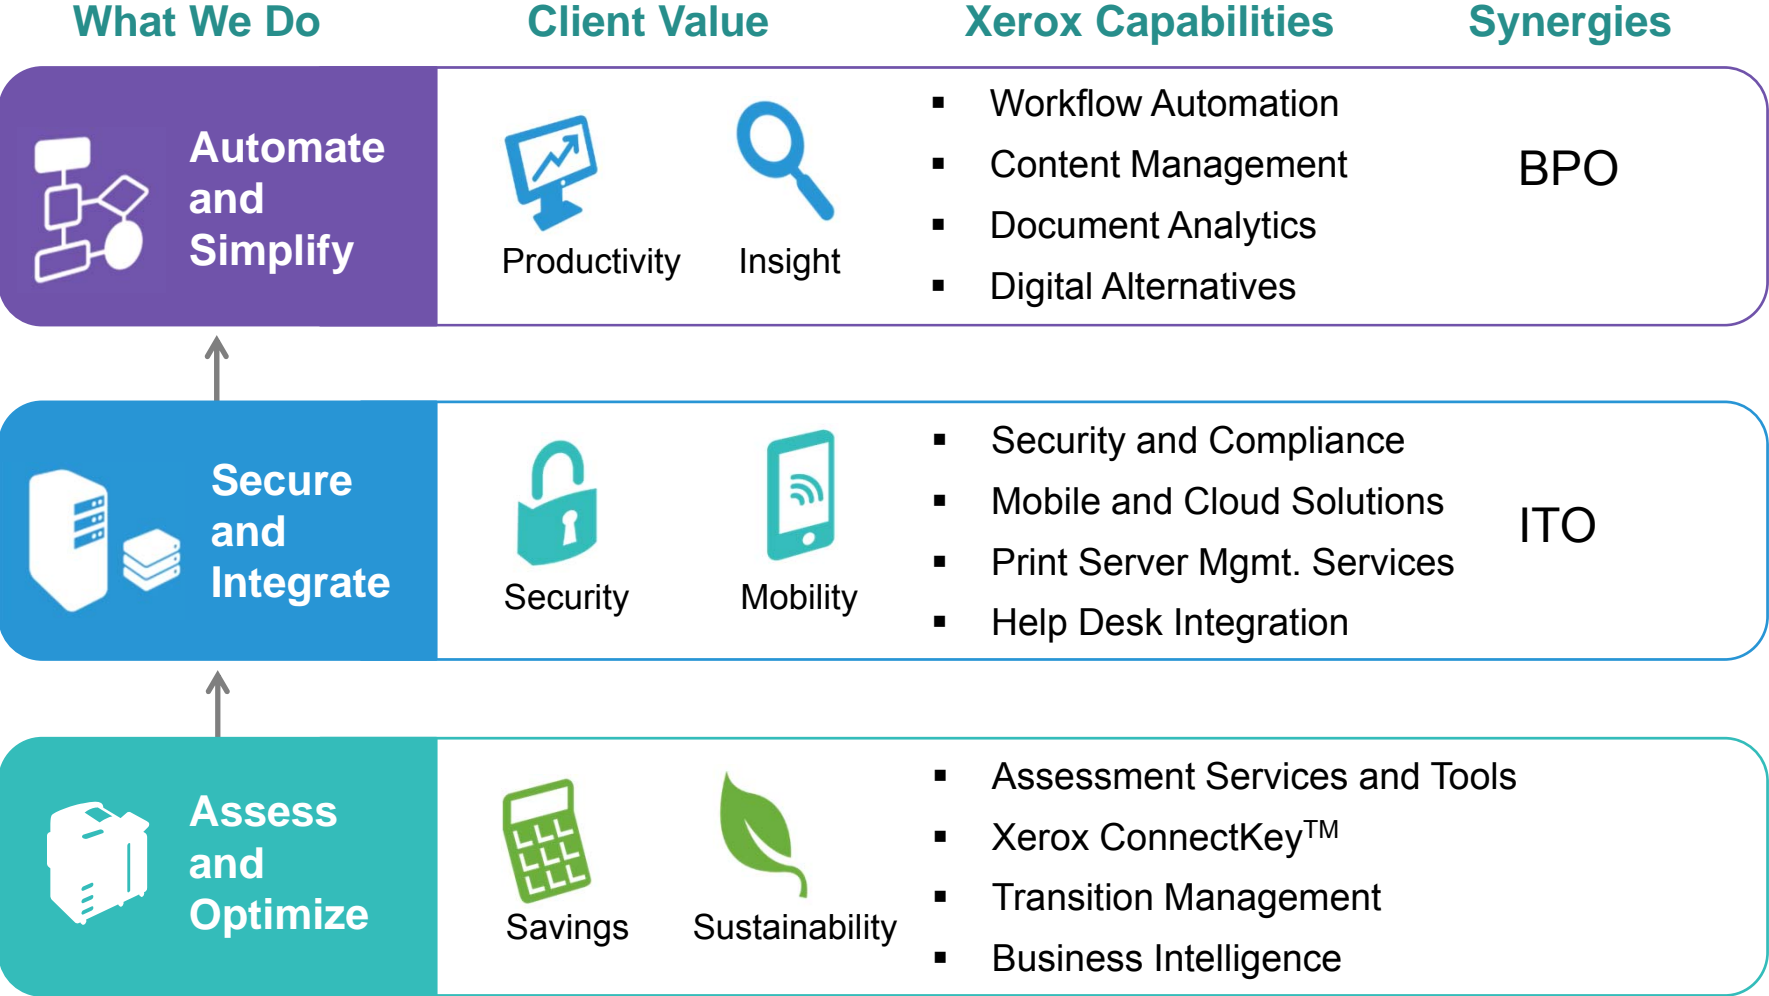 What We Do Client Value Xerox Capabilities Synergies
Automate
and
Simplify
Productivity Insight
▪ Workflow Automation
▪ Content Management
▪ Document Analytics
▪ Digital Alternatives
BPO
Secure
and
Integrate
Security Mobility
▪ Security and Compliance
▪ Mobile and Cloud Solutions
▪ Print Server Mgmt. Services
▪ Help Desk Integration
ITO
Assess
and
Optimize
LLL
LLL
LLL
Savings Sustainability
▪ Assessment Services and Tools
▪ Xerox ConnectKey™
▪ Transition Management
▪ Business Intelligence